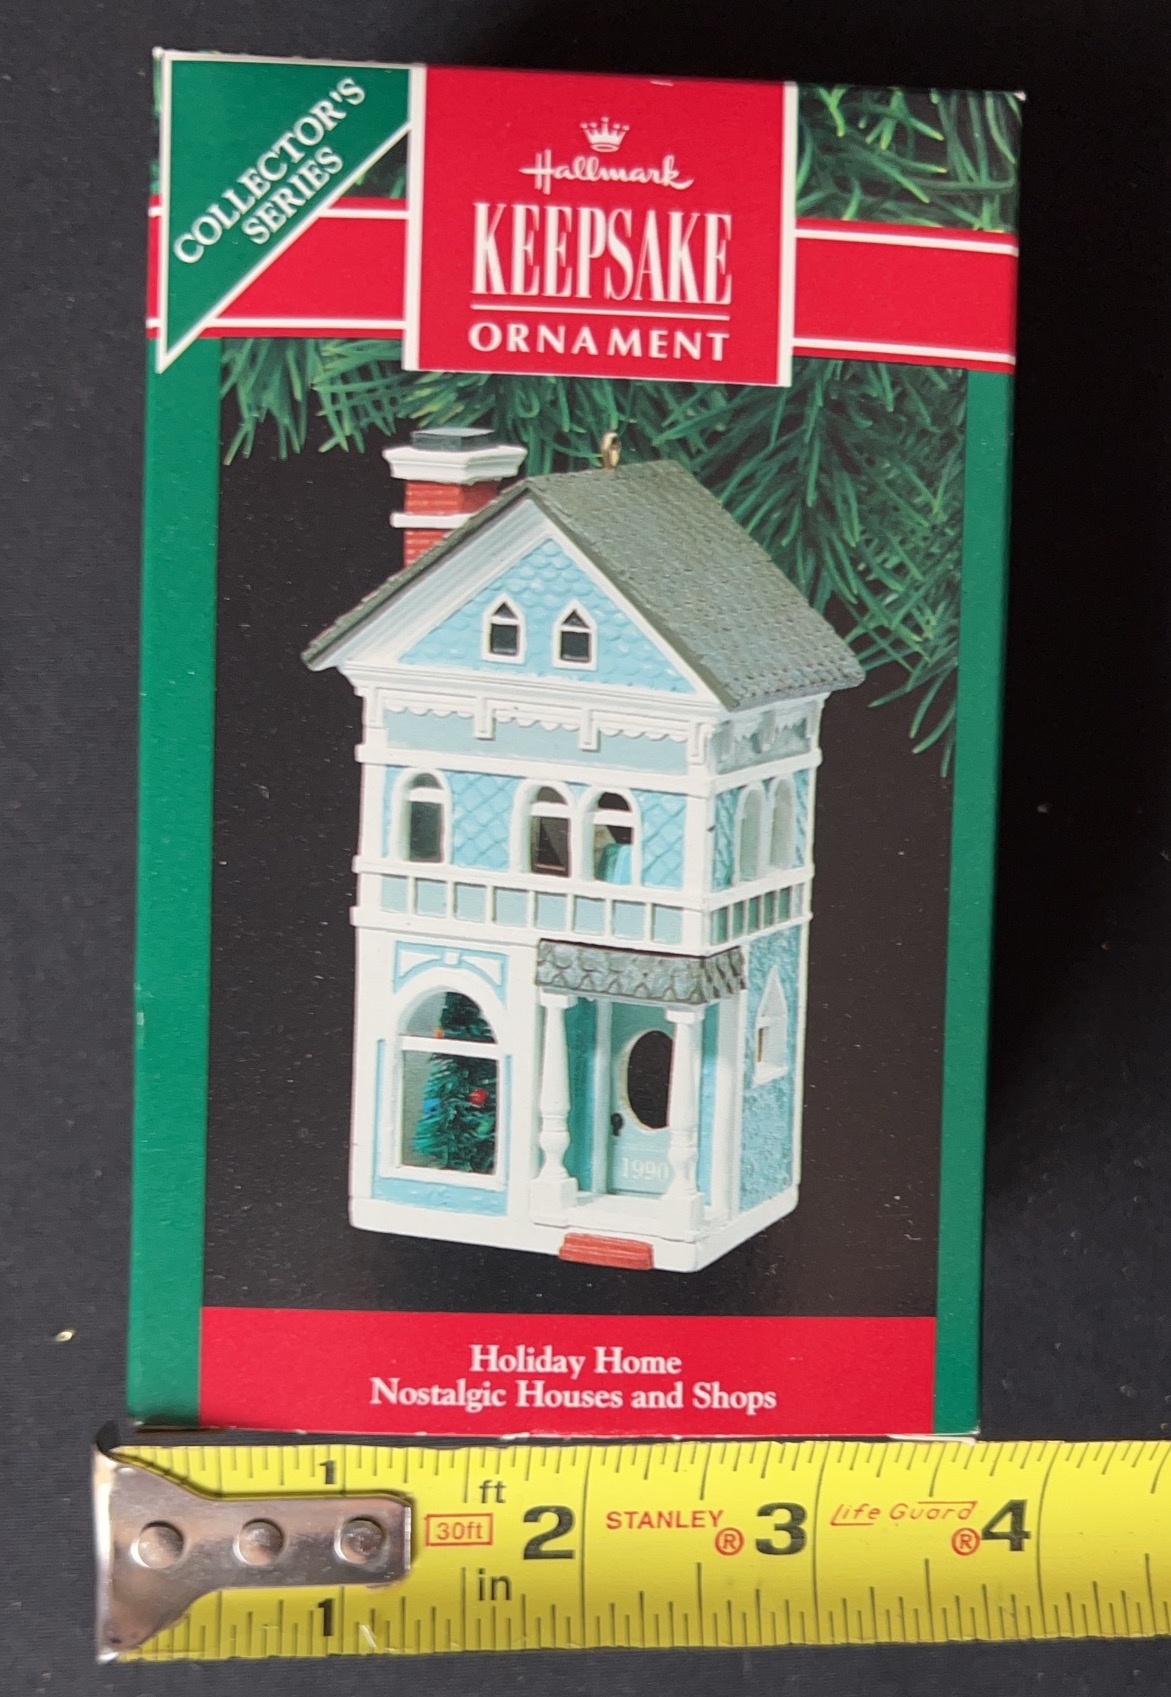 COLLECTOR'S
SERIES
Hallmark
KEEPSAKE
ORNAMENT
1990
Holiday Home
Nostalgic Houses and Shops
1
ft
30ft
2
STANLEY®
3
Life Guard®
4
in
1